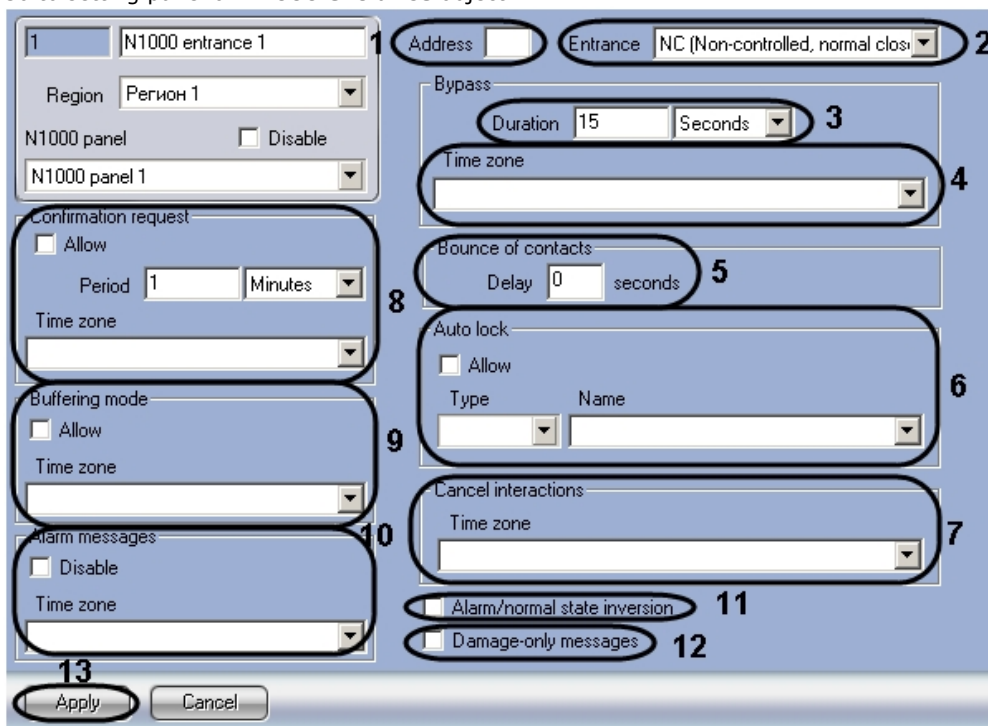 1 N1000 entrance 1
Region Регион 1
N1000 panel Disable
N1000 panel 1
1 Address Entrance NC (Non-controlled, normal clos 2
Bypass
Duration 15 Seconds 3
Time zone 4
Confirmation request
Allow
Period 1 Minutes
Time zone
8
Bounce of contacts
Delay 0 seconds 5
Auto lock
Allow
Type Name
6
Buffering mode
Allow
Time zone
9
Cancel interactions
Time zone
7
Alarm messages
Disable
Time zone
10
Alarm/normal state inversion 11
Damage-only messages 12
13
Apply Cancel